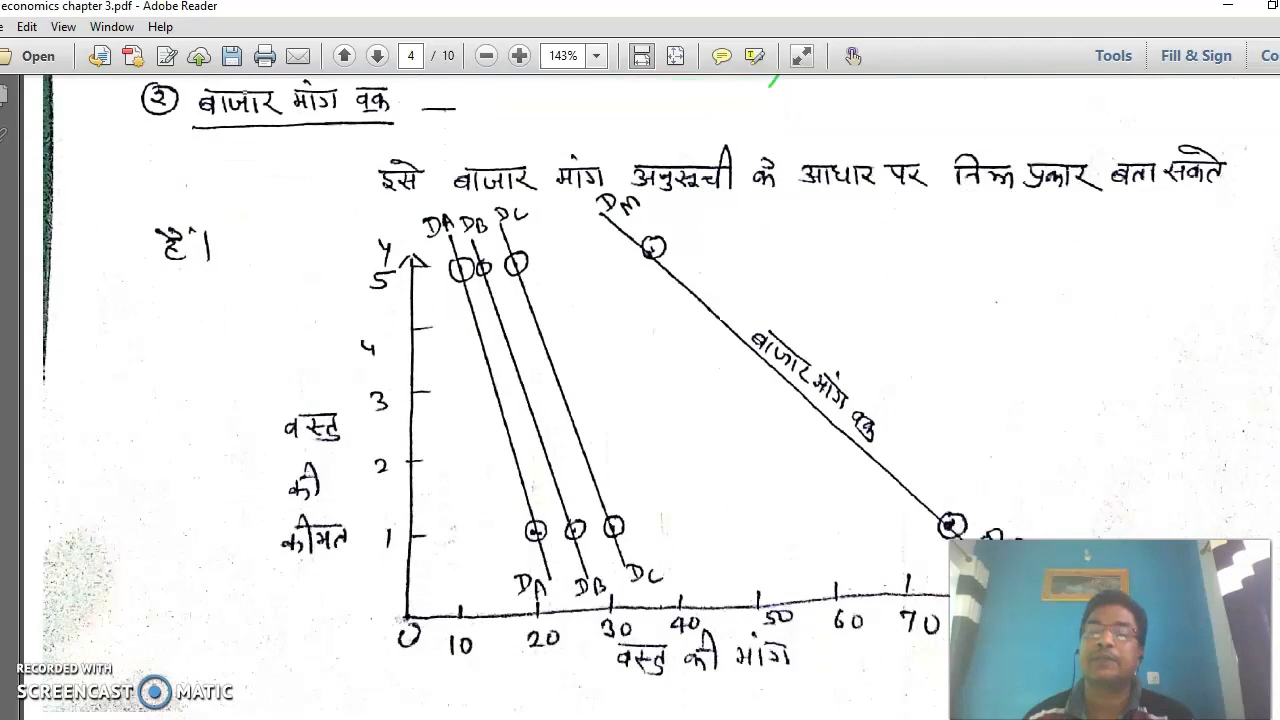 economics chapter 3.pdf - Adobe Reader
Edit View Window Help
Open 4 / 10 143% Tools Fill & Sign Co
② बाजार मांग वक्र —
इसे बाजार मांग अनुसूची के आधार पर निम्न प्रकार बता सकते
हैं।
DA DB DC DM
y
5
4
3
2
1
वस्तु
की
कीमत
बाजार मांग वक्र
DA DB DC
0 10 20 30 40 50 60 70
वस्तु की मांग
RECORDED WITH
SCREENCAST MATIC